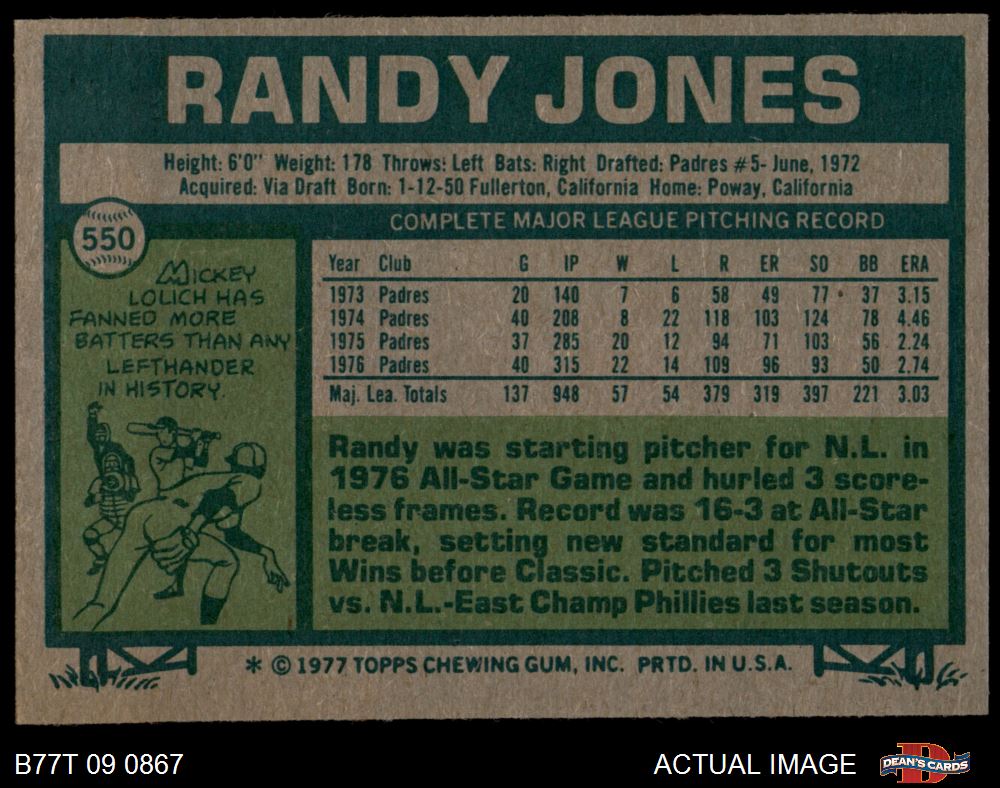 RANDY JONES
Height: 6'0" Weight: 178 Throws: Left Bats: Right Drafted: Padres #5- June, 1972
Acquired: Via Draft Born: 1-12-50 Fullerton, California Home: Poway, California
550
MICKEY
LOLICH HAS
FANNED MORE
BATTERS THAN ANY
LEFTHANDER
IN HISTORY.
COMPLETE MAJOR LEAGUE PITCHING RECORD
Year Club G IP W L R ER SO BB ERA
1973 Padres 20 140 7 6 58 49 77 37 3.15
1974 Padres 40 208 8 22 118 103 124 78 4.46
1975 Padres 37 285 20 12 94 71 103 56 2.24
1976 Padres 40 315 22 14 109 96 93 50 2.74
Maj. Lea. Totals 137 948 57 54 379 319 397 221 3.03
Randy was starting pitcher for N.L. in
1976 All-Star Game and hurled 3 score-
less frames. Record was 16-3 at All-Star
break, setting new standard for most
Wins before Classic. Pitched 3 Shutouts
vs. N.L.-East Champ Phillies last season.
* © 1977 TOPPS CHEWING GUM, INC. PRTD. IN U.S.A.
B77T 09 0867
ACTUAL IMAGE
D
DEAN'S CARDS